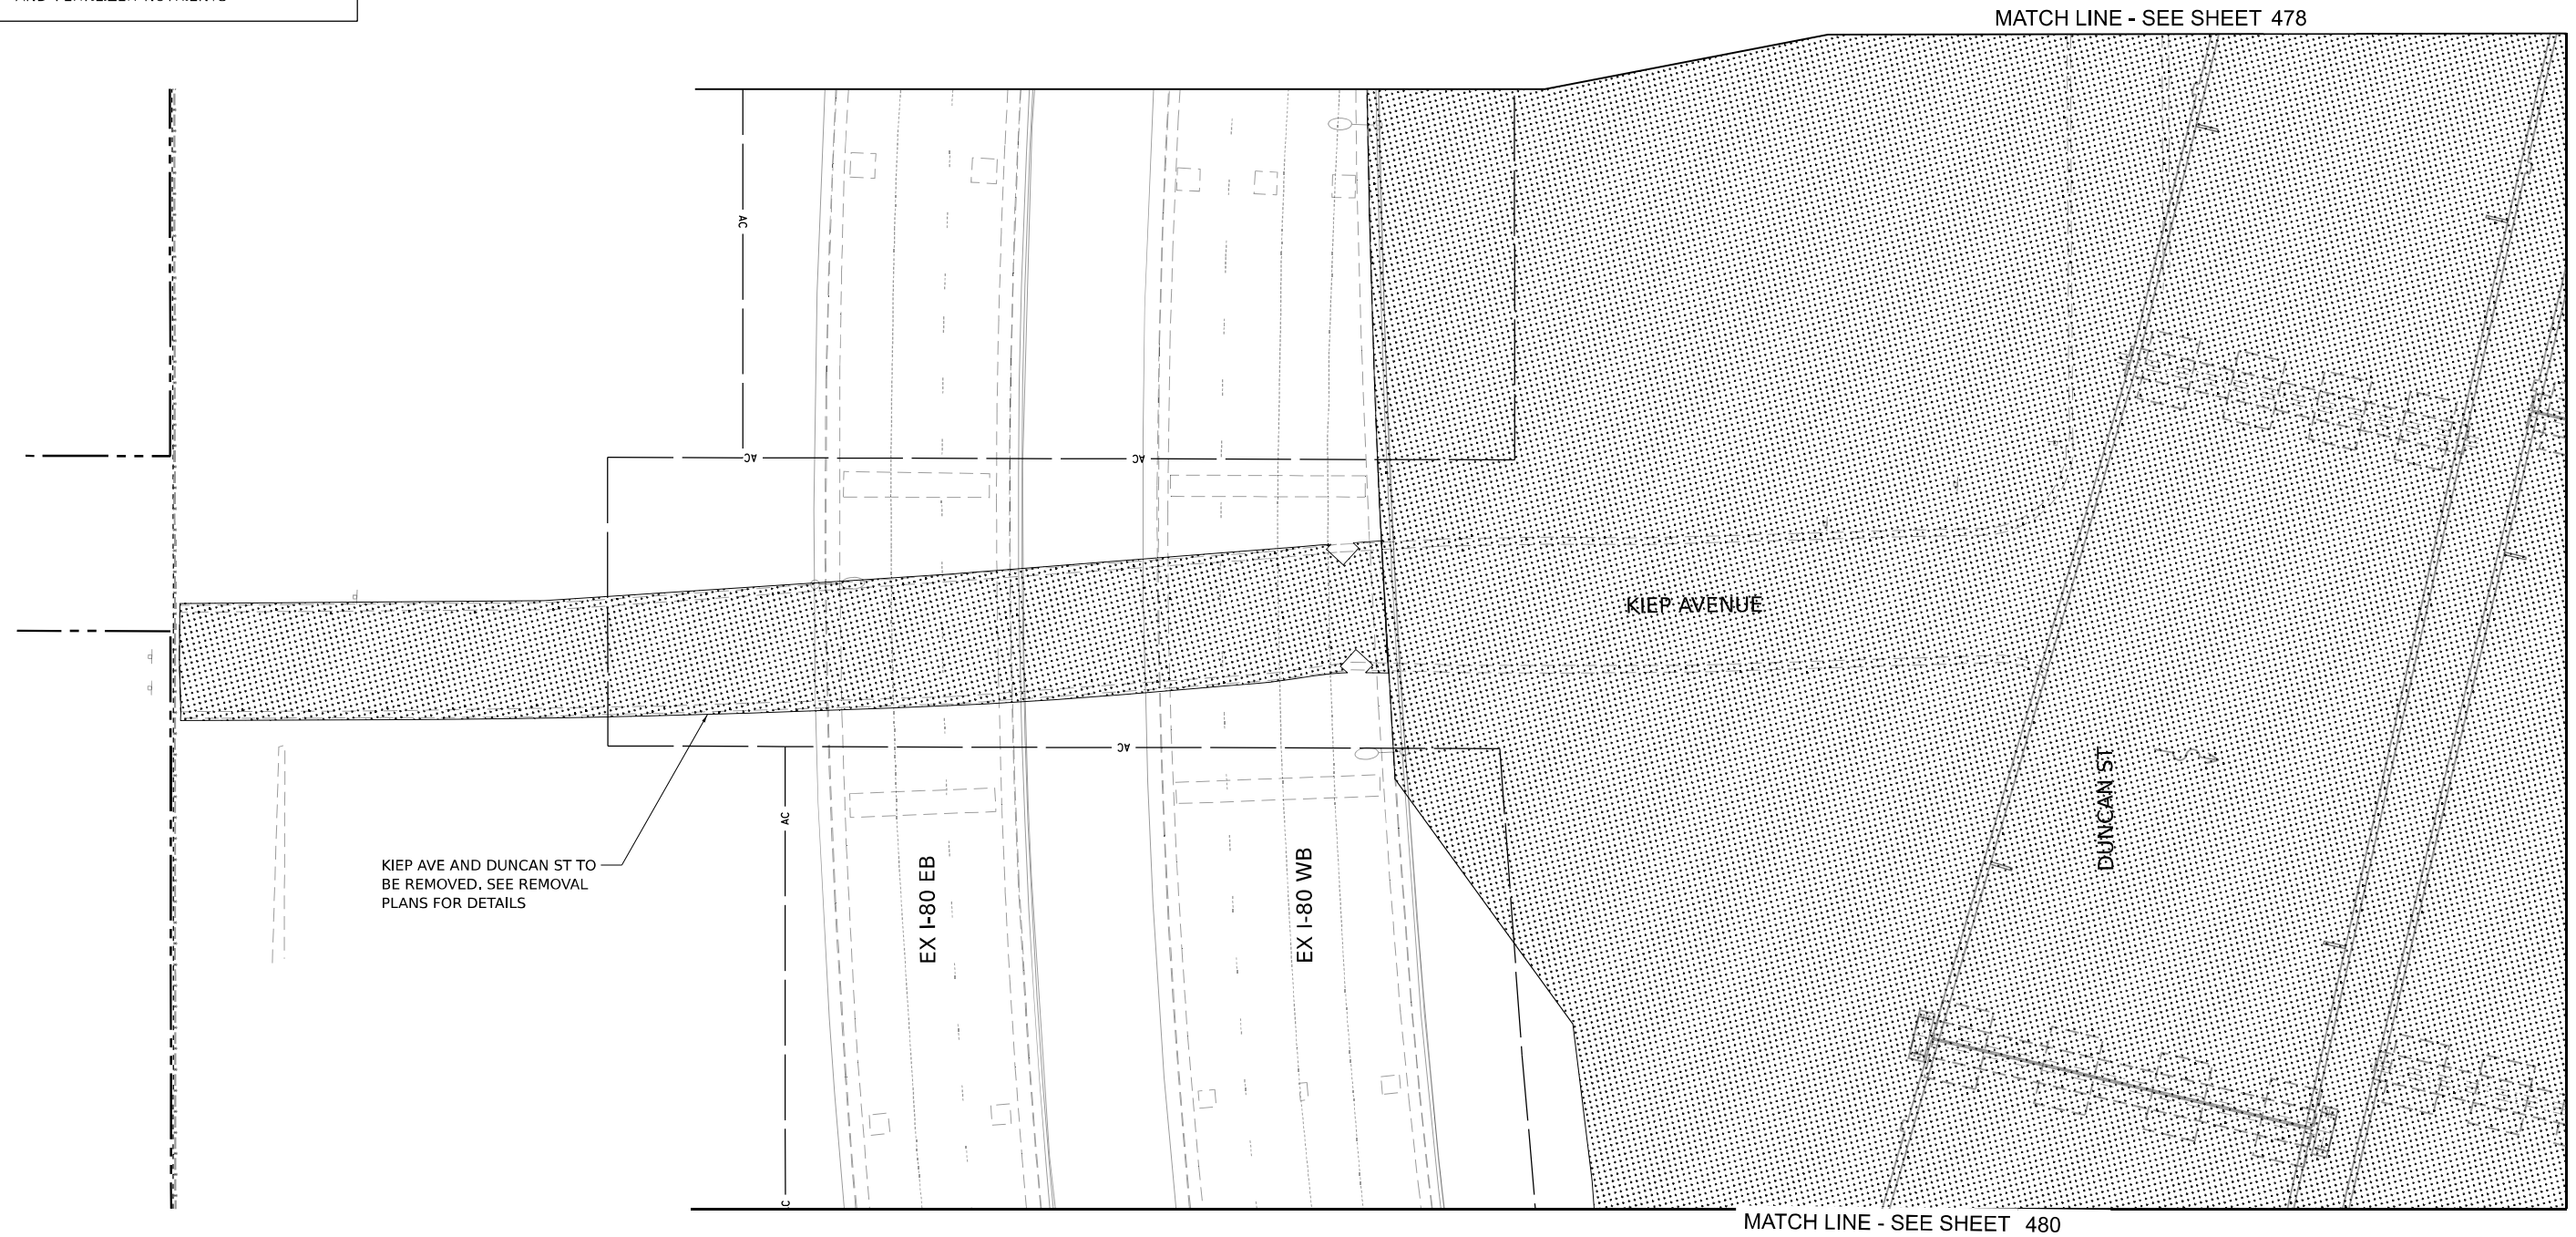 MATCH LINE - SEE SHEET 478
AC
AC
AC
KIEP AVENUE
AC
DUNCAN ST
AC
KIEP AVE AND DUNCAN ST TO
BE REMOVED. SEE REMOVAL
PLANS FOR DETAILS
EX I-80 EB
EX I-80 WB
C
MATCH LINE - SEE SHEET 480